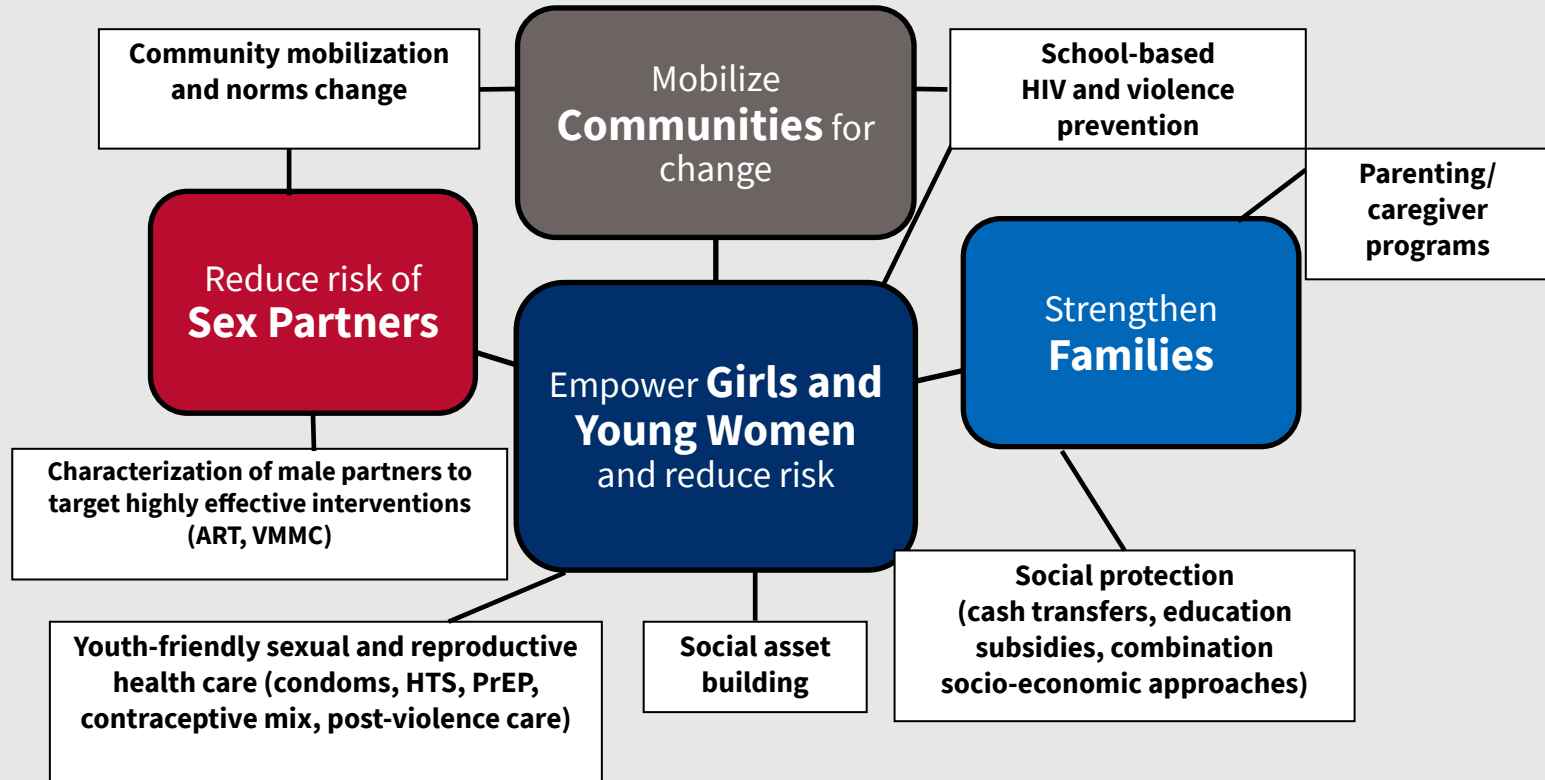 Community mobilization
and norms change
Mobilize
Communities for
change
School-based
HIV and violence
prevention
Parenting/
caregiver
programs
Reduce risk of
Sex Partners
Strengthen
Families
Empower Girls and
Young Women
and reduce risk
Characterization of male partners to
target highly effective interventions
(ART, VMMC)
Youth-friendly sexual and reproductive
health care (condoms, HTS, PrEP,
contraceptive mix, post-violence care)
Social asset
building
Social protection
(cash transfers, education
subsidies, combination
socio-economic approaches)